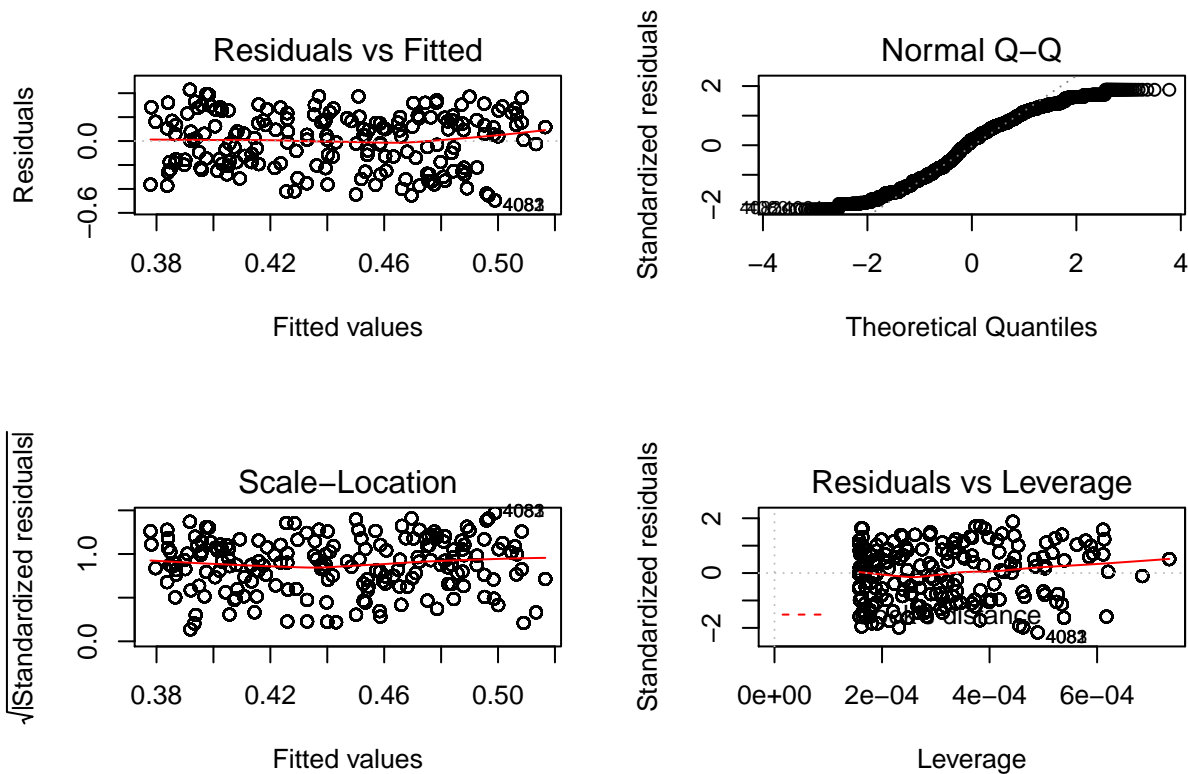 Residuals vs Fitted
Residuals
0.0
−0.6
4081
0.38 0.42 0.46 0.50
Fitted values
Normal Q−Q
Standardized residuals
2
0
−2
−4 −2 0 2 4
Theoretical Quantiles
Scale−Location
√|Standardized residuals|
1.0
0.0
0.38 0.42 0.46 0.50
Fitted values
Residuals vs Leverage
Standardized residuals
2
0
−2
distance
0e+00 2e−04 4e−04 6e−04
Leverage